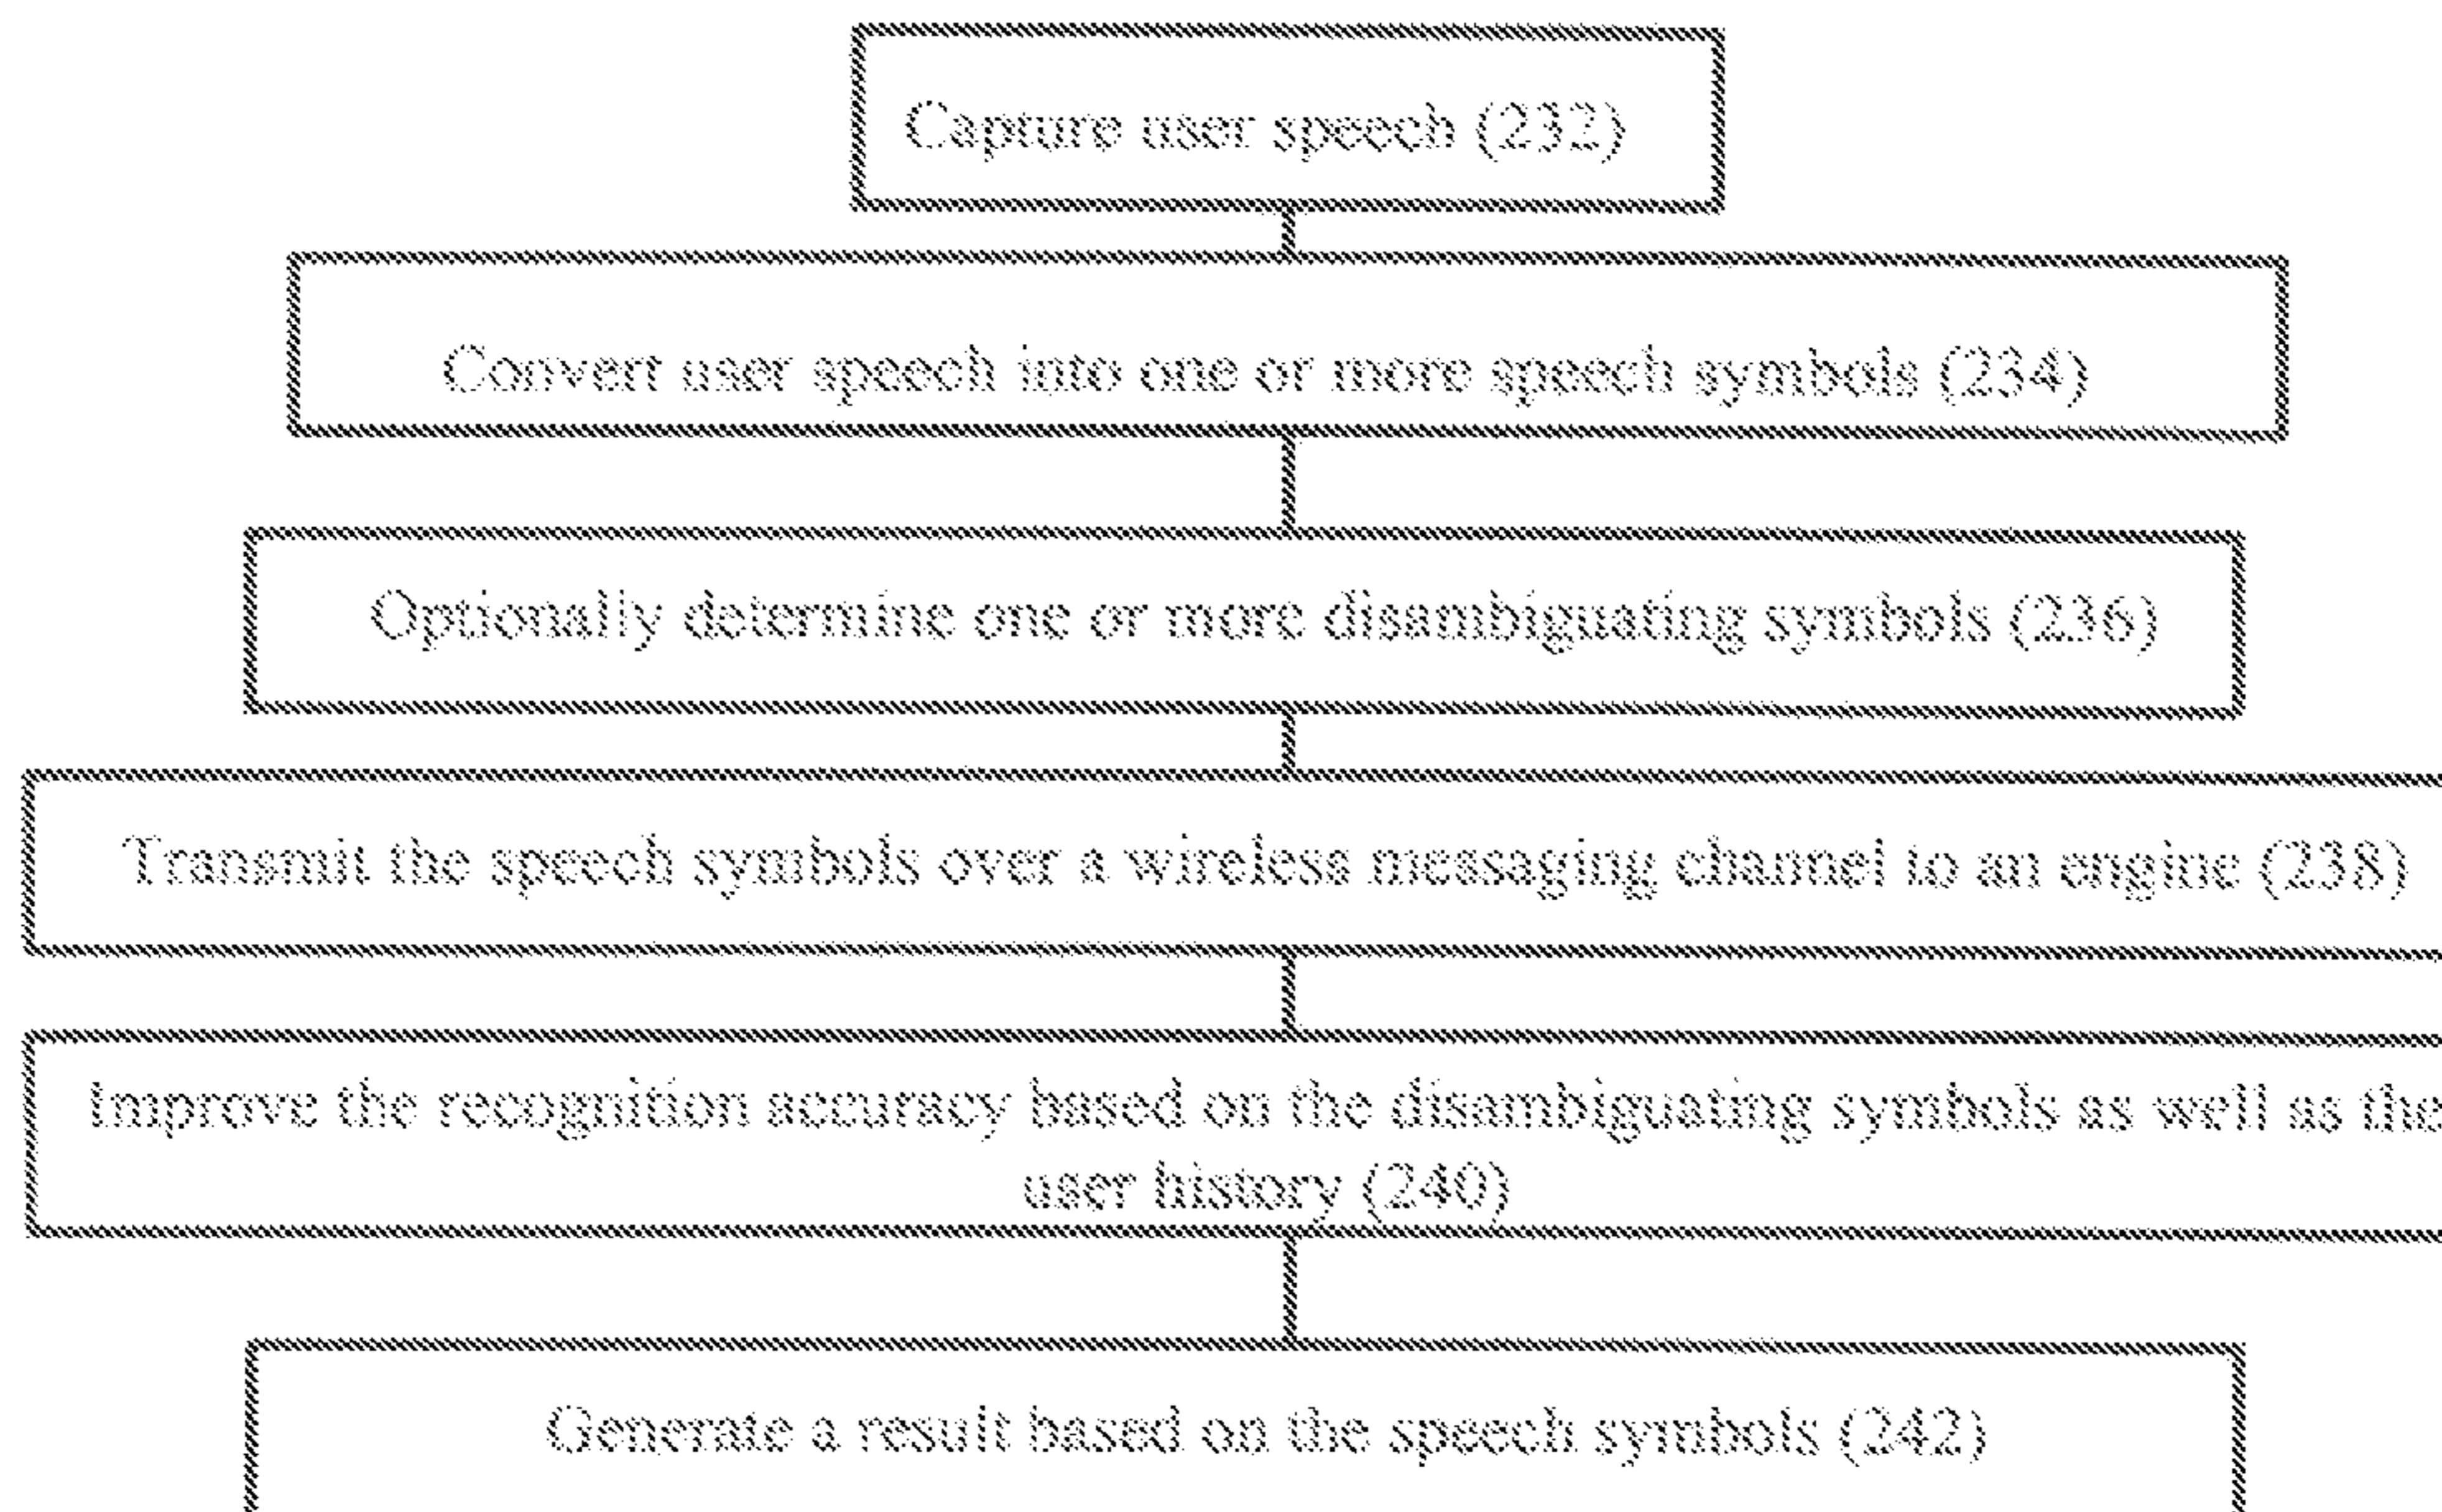 Capture user speech (232)
Convert user speech into one or more speech symbols (234)
Optionally determine one or more disambiguating symbols (236)
Transmit the speech symbols over a wireless messaging channel to an engine (238)
Improve the recognition accuracy based on the disambiguating symbols as well as the
user history (240)
Generate a result based on the speech symbols (242)